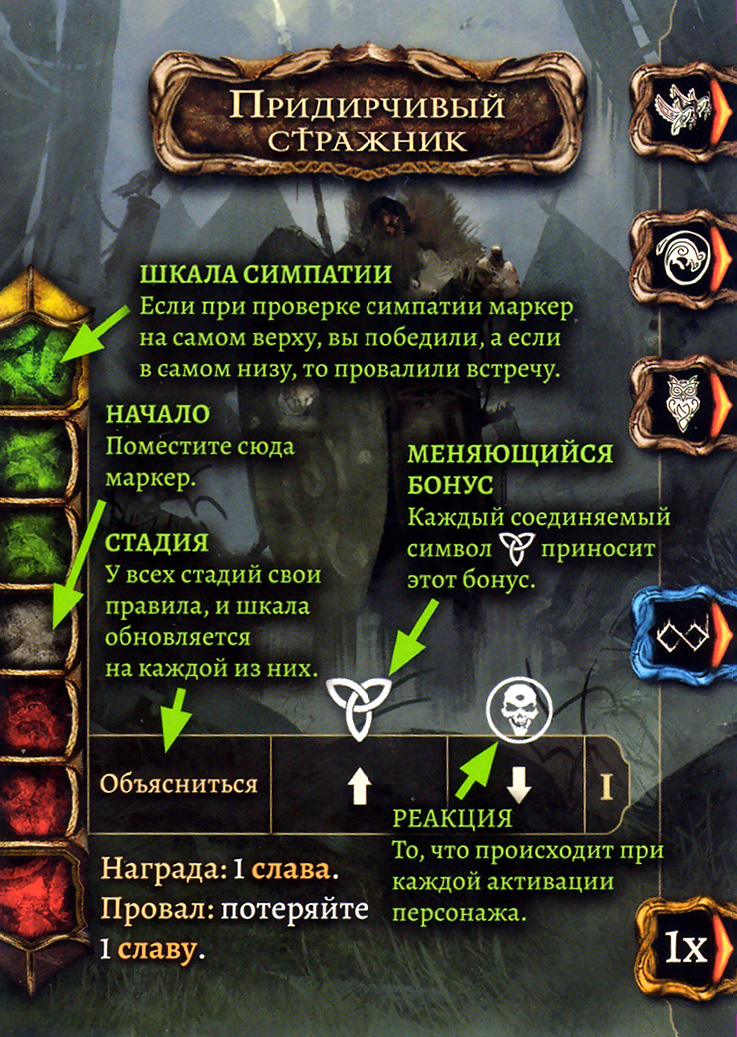 Придирчивый
стражник
ШКАЛА СИМПАТИИ
Если при проверке симпатии маркер
на самом верху, вы победили, а если
в самом низу, то провалили встречу.
НАЧАЛО
Поместите сюда
маркер.
МЕНЯЮЩИЙСЯ
БОНУС
Каждый соединяемый
символ приносит
этот бонус.
СТАДИЯ
У всех стадий свои
правила, и шкала
обновляется
на каждой из них.
Объясниться
I
РЕАКЦИЯ
То, что происходит при
каждой активации
персонажа.
Награда: 1 слава.
Провал: потеряйте
1 славу.
1x